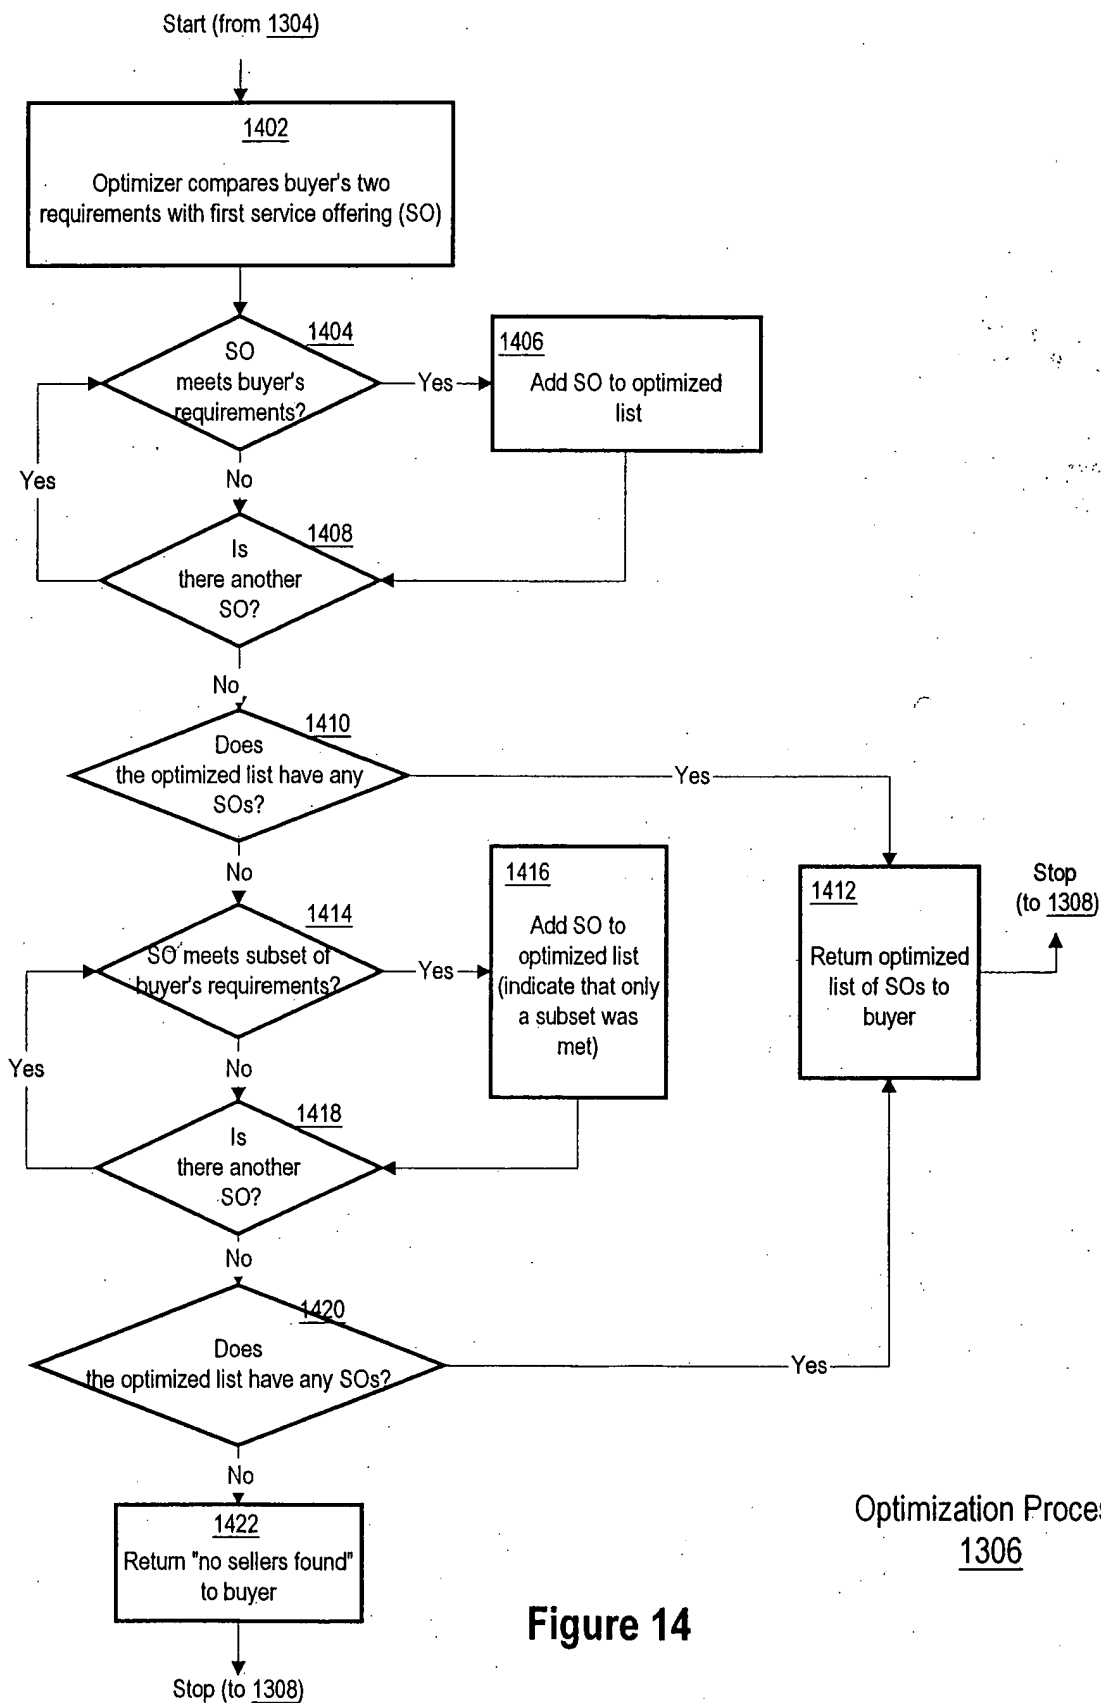 Start (from 1304)
1402
Optimizer compares buyer's two
requirements with first service offering (SO)
1404
SO
meets buyer's
requirements?
Yes
1406
Add SO to optimized
list
Yes
No
1408
Is
there another
SO?
No
1410
Does
the optimized list have any
SOs?
Yes
No
1414
SO meets subset of
buyer's requirements?
Yes
1416
Add SO to
optimized list
(indicate that only
a subset was
met)
1412
Return optimized
list of SOs to
buyer
Stop
(to 1308)
Yes
No
1418
Is
there another
SO?
No
1420
Does
the optimized list have any SOs?
Yes
No
1422
Return "no sellers found"
to buyer
Stop (to 1308)
Optimization Proces
1306
Figure 14